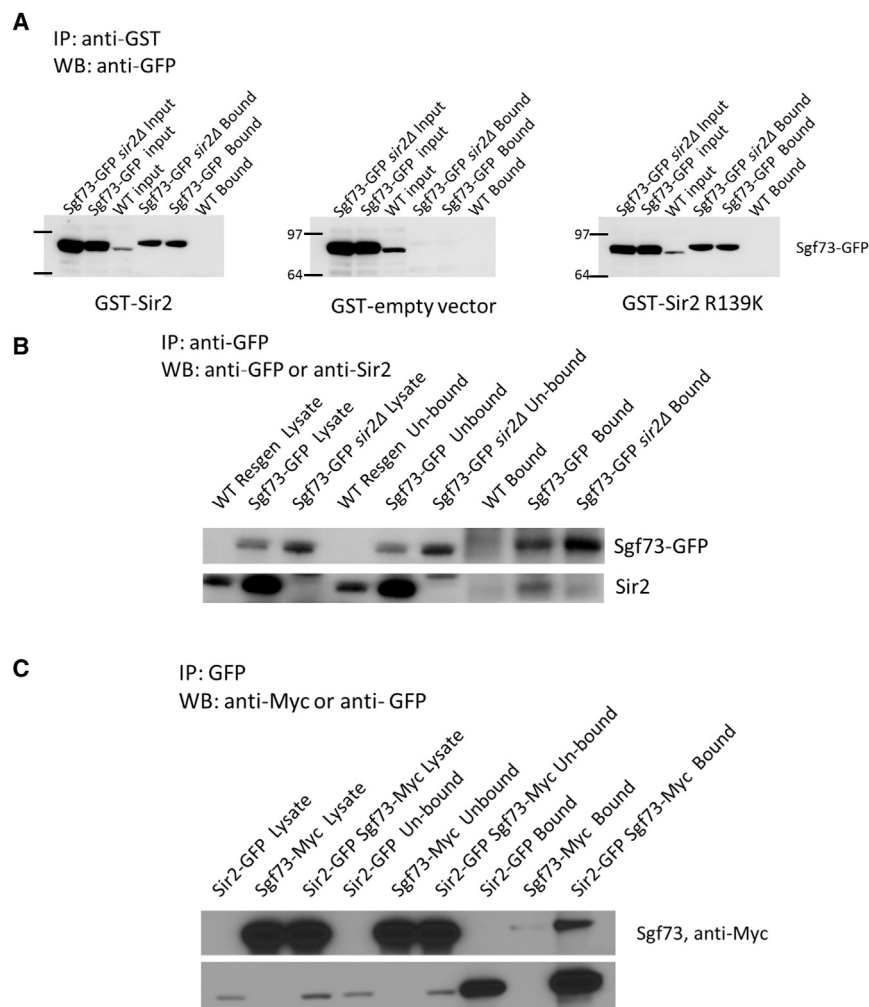 A
IP: anti-GST
WB: anti-GFP
Sgf73-GFP sir2Δ Input
Sgf73-GFP input
WT input
Sgf73-GFP sir2Δ Bound
Sgf73-GFP Bound
WT Bound
GST-Sir2
Sgf73-GFP sir2Δ Input
Sgf73-GFP input
WT input
Sgf73-GFP sir2Δ Bound
Sgf73-GFP Bound
WT Bound
97
64
GST-empty vector
Sgf73-GFP sir2Δ Input
Sgf73-GFP input
WT input
Sgf73-GFP sir2Δ Bound
Sgf73-GFP Bound
WT Bound
97
64
Sgf73-GFP
GST-Sir2 R139K
B
IP: anti-GFP
WB: anti-GFP or anti-Sir2
WT Resgen Lysate
Sgf73-GFP Lysate
Sgf73-GFP sir2Δ Lysate
WT Resgen Un-bound
Sgf73-GFP Unbound
Sgf73-GFP sir2Δ Un-bound
WT Bound
Sgf73-GFP Bound
Sgf73-GFP sir2Δ Bound
Sgf73-GFP
Sir2
C
IP: GFP
WB: anti-Myc or anti- GFP
Sir2-GFP Lysate
Sgf73-Myc Lysate
Sir2-GFP Sgf73-Myc Lysate
Sir2-GFP Un-bound
Sgf73-Myc Unbound
Sir2-GFP Sgf73-Myc Un-bound
Sir2-GFP Bound
Sgf73-Myc Bound
Sir2-GFP Sgf73-Myc Bound
Sgf73, anti-Myc